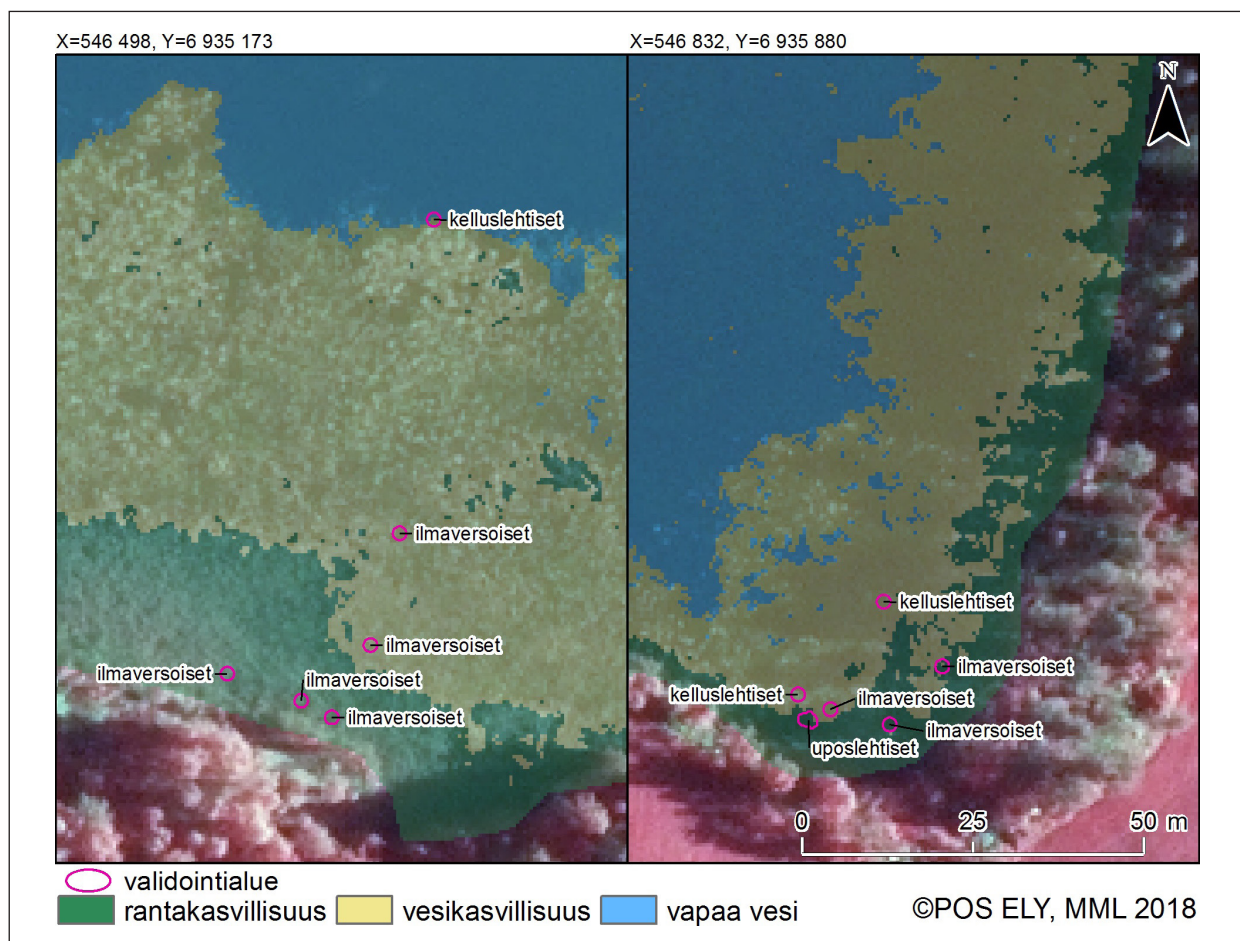 X=546 498, Y=6 935 173
X=546 832, Y=6 935 880
N
kelluslehtiset
ilmaversoiset
ilmaversoiset
ilmaversoiset
ilmaversoiset
ilmaversoiset
kelluslehtiset
ilmaversoiset
kelluslehtiset
ilmaversoiset
ilmaversoiset
uposlehtiset
0 25 50 m
validointialue
rantakasvillisuus vesikasvillisuus vapaa vesi ©POS ELY, MML 2018